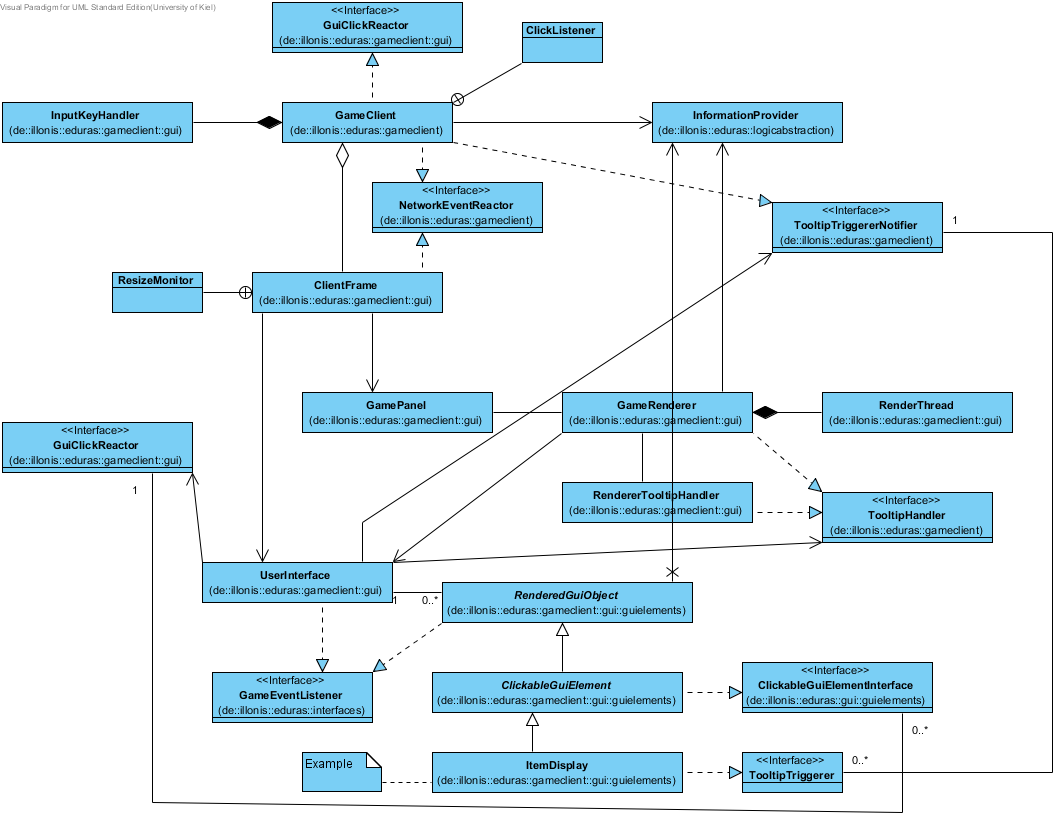 Visual Paradigm for UML Standard Edition(University of Kiel)
<<Interface>>
GuiClickReactor
(de::illonis::eduras::gameclient::gui)
ClickListener
InputKeyHandler
(de::illonis::eduras::gameclient::gui)
GameClient
(de::illonis::eduras::gameclient)
InformationProvider
(de::illonis::eduras::logicabstraction)
<<Interface>>
NetworkEventReactor
(de::illonis::eduras::gameclient)
<<Interface>>
TooltipTriggererNotifier
(de::illonis::eduras::gameclient)
1
ResizeMonitor
ClientFrame
(de::illonis::eduras::gameclient::gui)
GamePanel
(de::illonis::eduras::gameclient::gui)
GameRenderer
(de::illonis::eduras::gameclient::gui)
RenderThread
(de::illonis::eduras::gameclient::gui)
<<Interface>>
GuiClickReactor
(de::illonis::eduras::gameclient::gui)
1
RendererTooltipHandler
(de::illonis::eduras::gameclient::gui)
<<Interface>>
TooltipHandler
(de::illonis::eduras::gameclient)
UserInterface
(de::illonis::eduras::gameclient::gui)
1
0..*
RenderedGuiObject
(de::illonis::eduras::gameclient::gui::guielements)
<<Interface>>
GameEventListener
(de::illonis::eduras::interfaces)
ClickableGuiElement
(de::illonis::eduras::gameclient::gui::guielements)
<<Interface>>
ClickableGuiElementInterface
(de::illonis::eduras::gui::guielements)
0..*
Example
ItemDisplay
(de::illonis::eduras::gameclient::gui::guielements)
<<Interface>>
TooltipTriggerer
0..*